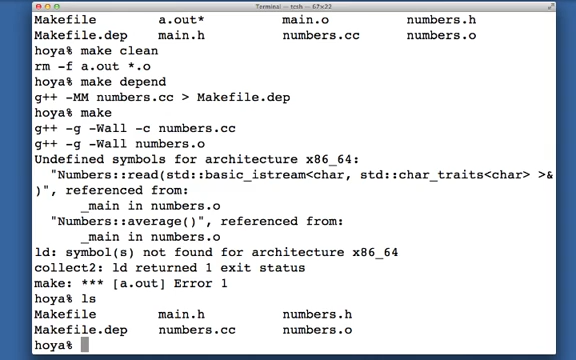 Terminal — tcsh — 67×22
Makefile a.out* main.o numbers.h
Makefile.dep main.h numbers.cc numbers.o
hoya% make clean
rm -f a.out *.o
hoya% make depend
g++ -MM numbers.cc > Makefile.dep
hoya% make
g++ -g -Wall -c numbers.cc
g++ -g -Wall numbers.o
Undefined symbols for architecture x86_64:
"Numbers::read(std::basic_istream<char, std::char_traits<char> >&
)", referenced from:
_main in numbers.o
"Numbers::average()", referenced from:
_main in numbers.o
ld: symbol(s) not found for architecture x86_64
collect2: ld returned 1 exit status
make: *** [a.out] Error 1
hoya% ls
Makefile main.h numbers.h
Makefile.dep numbers.cc numbers.o
hoya%